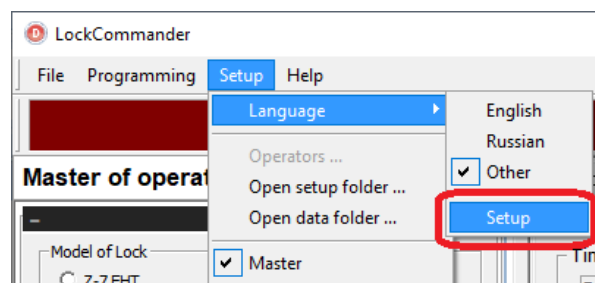 LockCommander
File Programming Setup Help
Language
English
Russian
Other
Setup
Operators ...
Open setup folder ...
Open data folder ...
Master
Master of operat
Model of Lock
Z-7 EHT
Tin